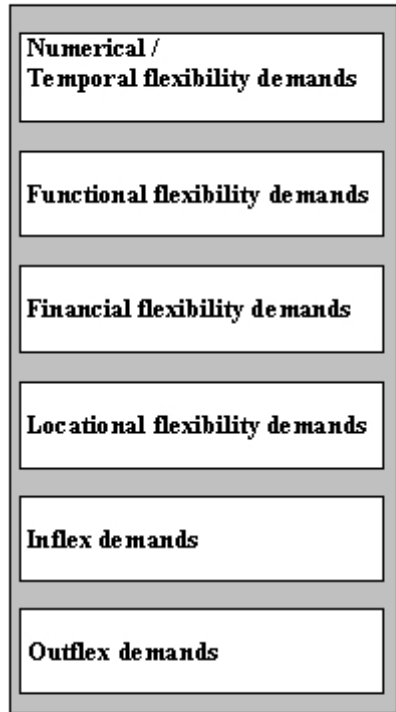 Numerical /
Temporal flexibility demands
Functional flexibility demands
Financial flexibility demands
Locational flexibility demands
Inflex demands
Outflex demands